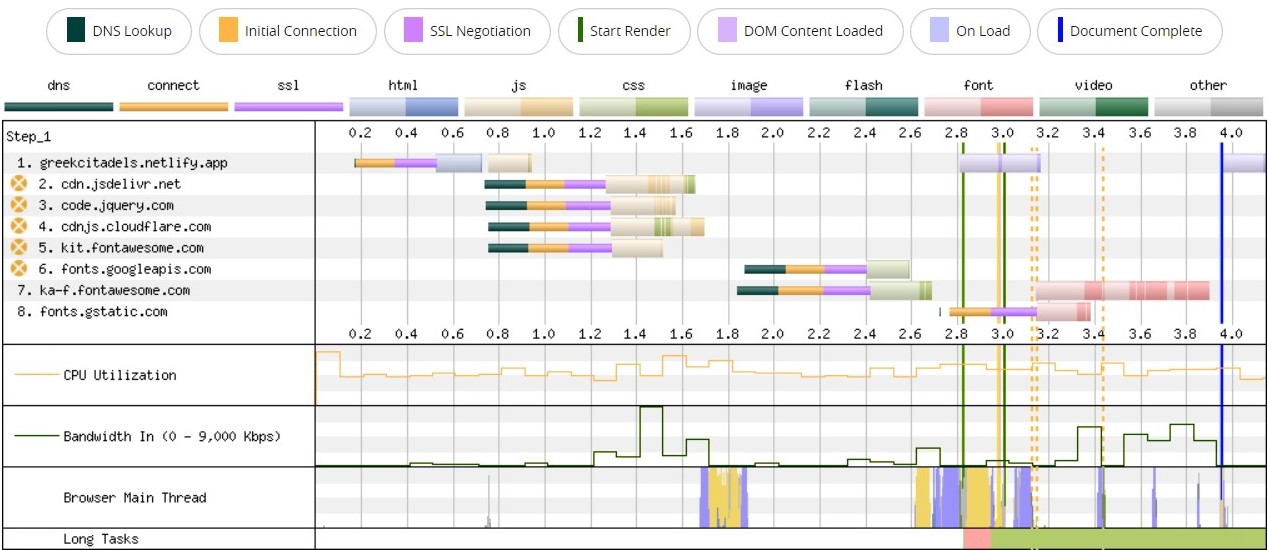 DNS Lookup Initial Connection SSL Negotiation Start Render DOM Content Loaded On Load Document Complete
dns connect ssl html js css image flash font video other
Step_1 0.2 0.4 0.6 0.8 1.0 1.2 1.4 1.6 1.8 2.0 2.2 2.4 2.6 2.8 3.0 3.2 3.4 3.6 3.8 4.0
1. greekcitadels.netlify.app
2. cdn.jsdelivr.net
3. code.jquery.com
4. cdnjs.cloudflare.com
5. kit.fontawesome.com
6. fonts.googleapis.com
7. ka-f.fontawesome.com
8. fonts.gstatic.com
0.2 0.4 0.6 0.8 1.0 1.2 1.4 1.6 1.8 2.0 2.2 2.4 2.6 2.8 3.0 3.2 3.4 3.6 3.8 4.0
CPU Utilization
Bandwidth In (0 - 9,000 Kbps)
Browser Main Thread
Long Tasks